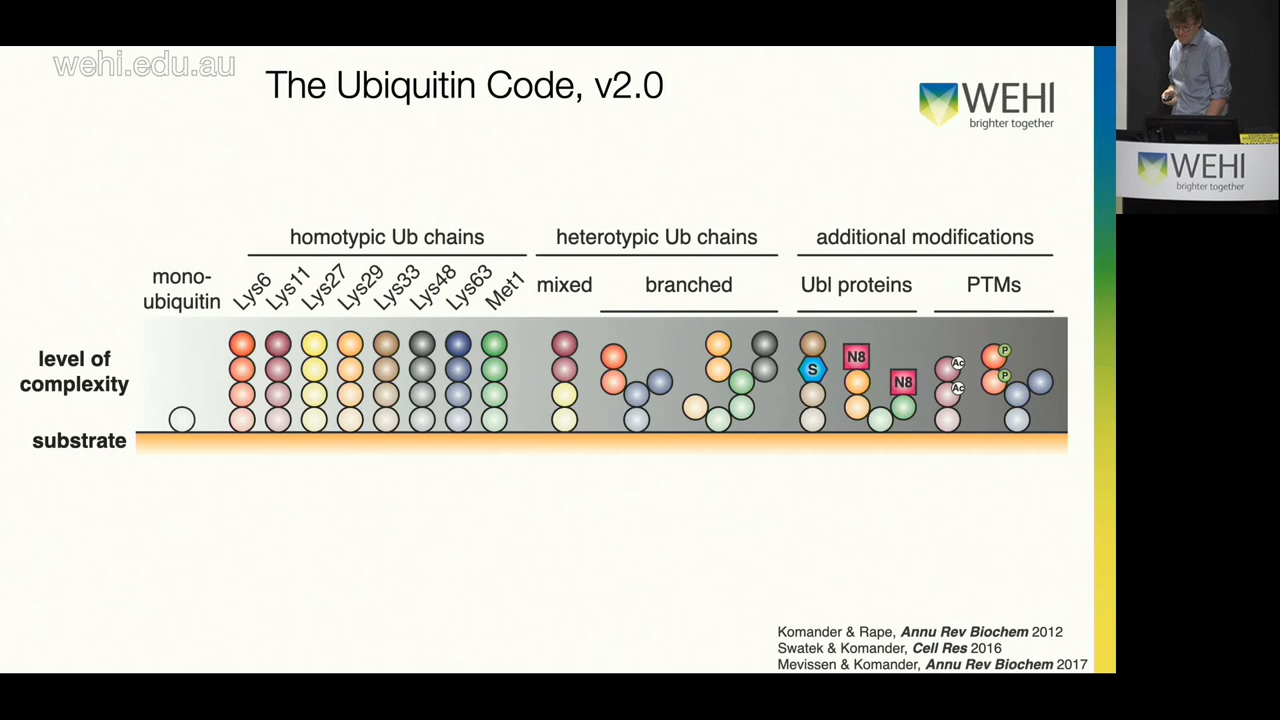 wehi.edu.au
The Ubiquitin Code, v2.0
WEHI
brighter together
WEHI
brighter together
homotypic Ub chains
heterotypic Ub chains
additional modifications
mono-
ubiquitin
Lys6
Lys11
Lys27
Lys29
Lys33
Lys48
Lys63
Met1
mixed
branched
Ubl proteins
PTMs
level of
complexity
S
N8
N8
Ac
Ac
P
P
substrate
Komander & Rape, Annu Rev Biochem 2012
Swatek & Komander, Cell Res 2016
Mevissen & Komander, Annu Rev Biochem 2017